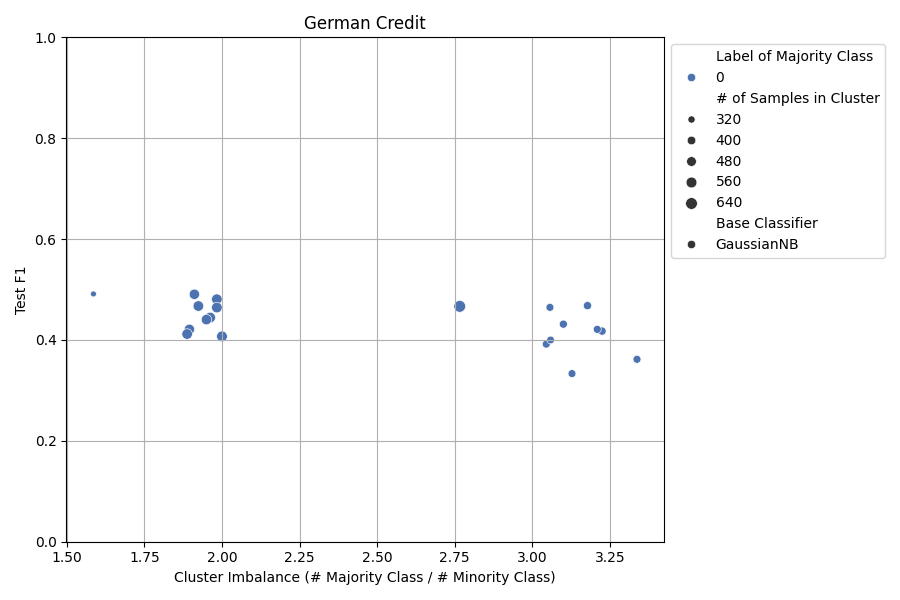 German Credit
1.0
0.8
0.6
0.4
0.2
0.0
Test F1
1.50 1.75 2.00 2.25 2.50 2.75 3.00 3.25
Cluster Imbalance (# Majority Class / # Minority Class)
Label of Majority Class
0
# of Samples in Cluster
320
400
480
560
640
Base Classifier
GaussianNB